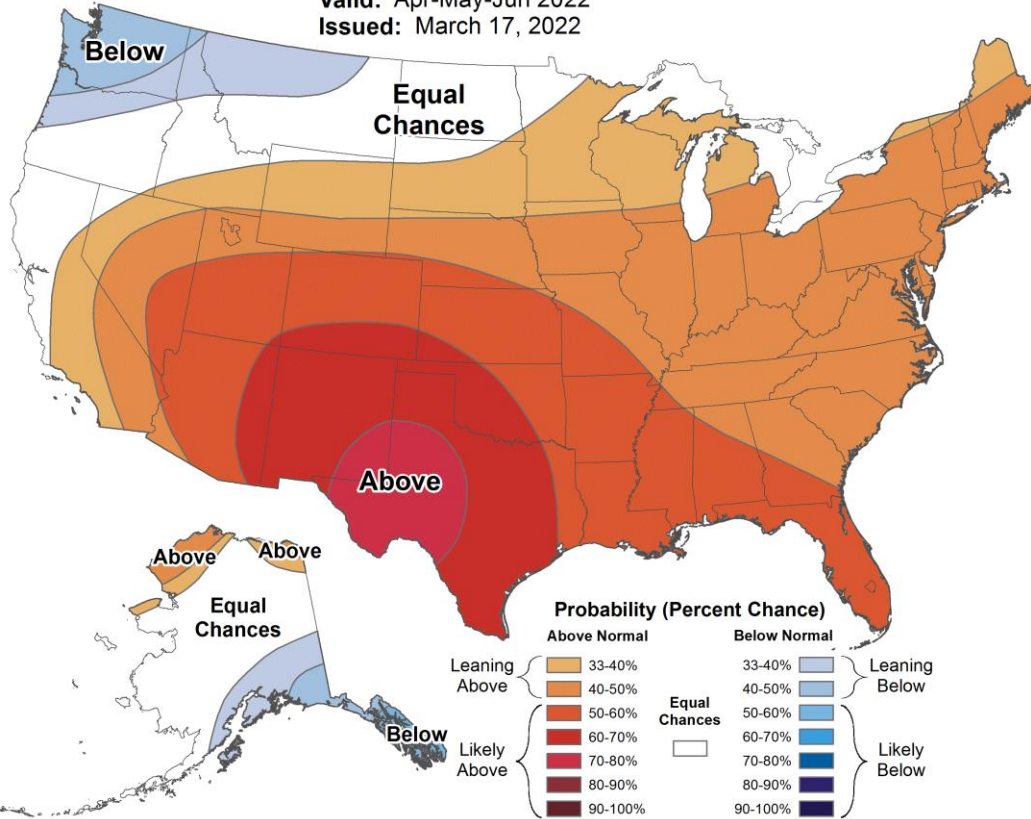 Valid: Apr-May-Jun 2022
Issued: March 17, 2022
Below
Equal
Chances
Above
Above
Above
Equal
Chances
Below
Probability (Percent Chance)
Above Normal
Below Normal
Leaning
Above
33-40%
40-50%
50-60%
60-70%
70-80%
80-90%
90-100%
Likely
Above
Equal
Chances
33-40%
40-50%
50-60%
60-70%
70-80%
80-90%
90-100%
Leaning
Below
Likely
Below